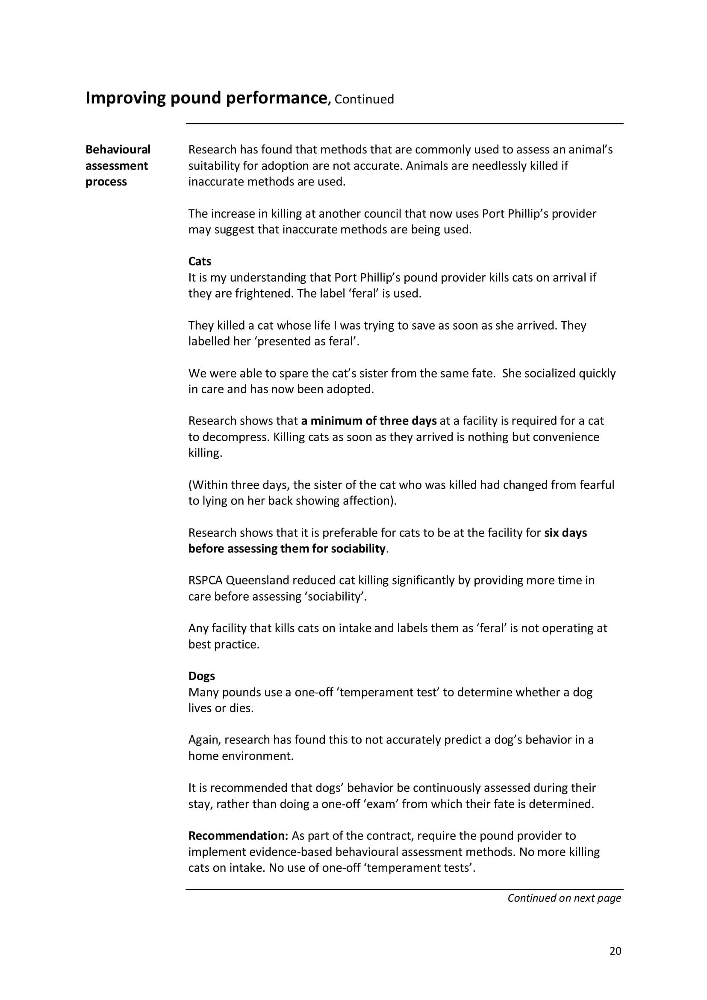 Improving pound performance, Continued
Behavioural
assessment
process
Research has found that methods that are commonly used to assess an animal’s
suitability for adoption are not accurate. Animals are needlessly killed if
inaccurate methods are used.
The increase in killing at another council that now uses Port Phillip’s provider
may suggest that inaccurate methods are being used.
Cats
It is my understanding that Port Phillip’s pound provider kills cats on arrival if
they are frightened. The label ‘feral’ is used.
They killed a cat whose life I was trying to save as soon as she arrived. They
labelled her ‘presented as feral’.
We were able to spare the cat’s sister from the same fate.  She socialized quickly
in care and has now been adopted.
Research shows that a minimum of three days at a facility is required for a cat
to decompress. Killing cats as soon as they arrived is nothing but convenience
killing.
(Within three days, the sister of the cat who was killed had changed from fearful
to lying on her back showing affection).
Research shows that it is preferable for cats to be at the facility for six days
before assessing them for sociability.
RSPCA Queensland reduced cat killing significantly by providing more time in
care before assessing ‘sociability’.
Any facility that kills cats on intake and labels them as ‘feral’ is not operating at
best practice.
Dogs
Many pounds use a one-off ‘temperament test’ to determine whether a dog
lives or dies.
Again, research has found this to not accurately predict a dog’s behavior in a
home environment.
It is recommended that dogs’ behavior be continuously assessed during their
stay, rather than doing a one-off ‘exam’ from which their fate is determined.
Recommendation: As part of the contract, require the pound provider to
implement evidence-based behavioural assessment methods. No more killing
cats on intake. No use of one-off ‘temperament tests’.
Continued on next page
20